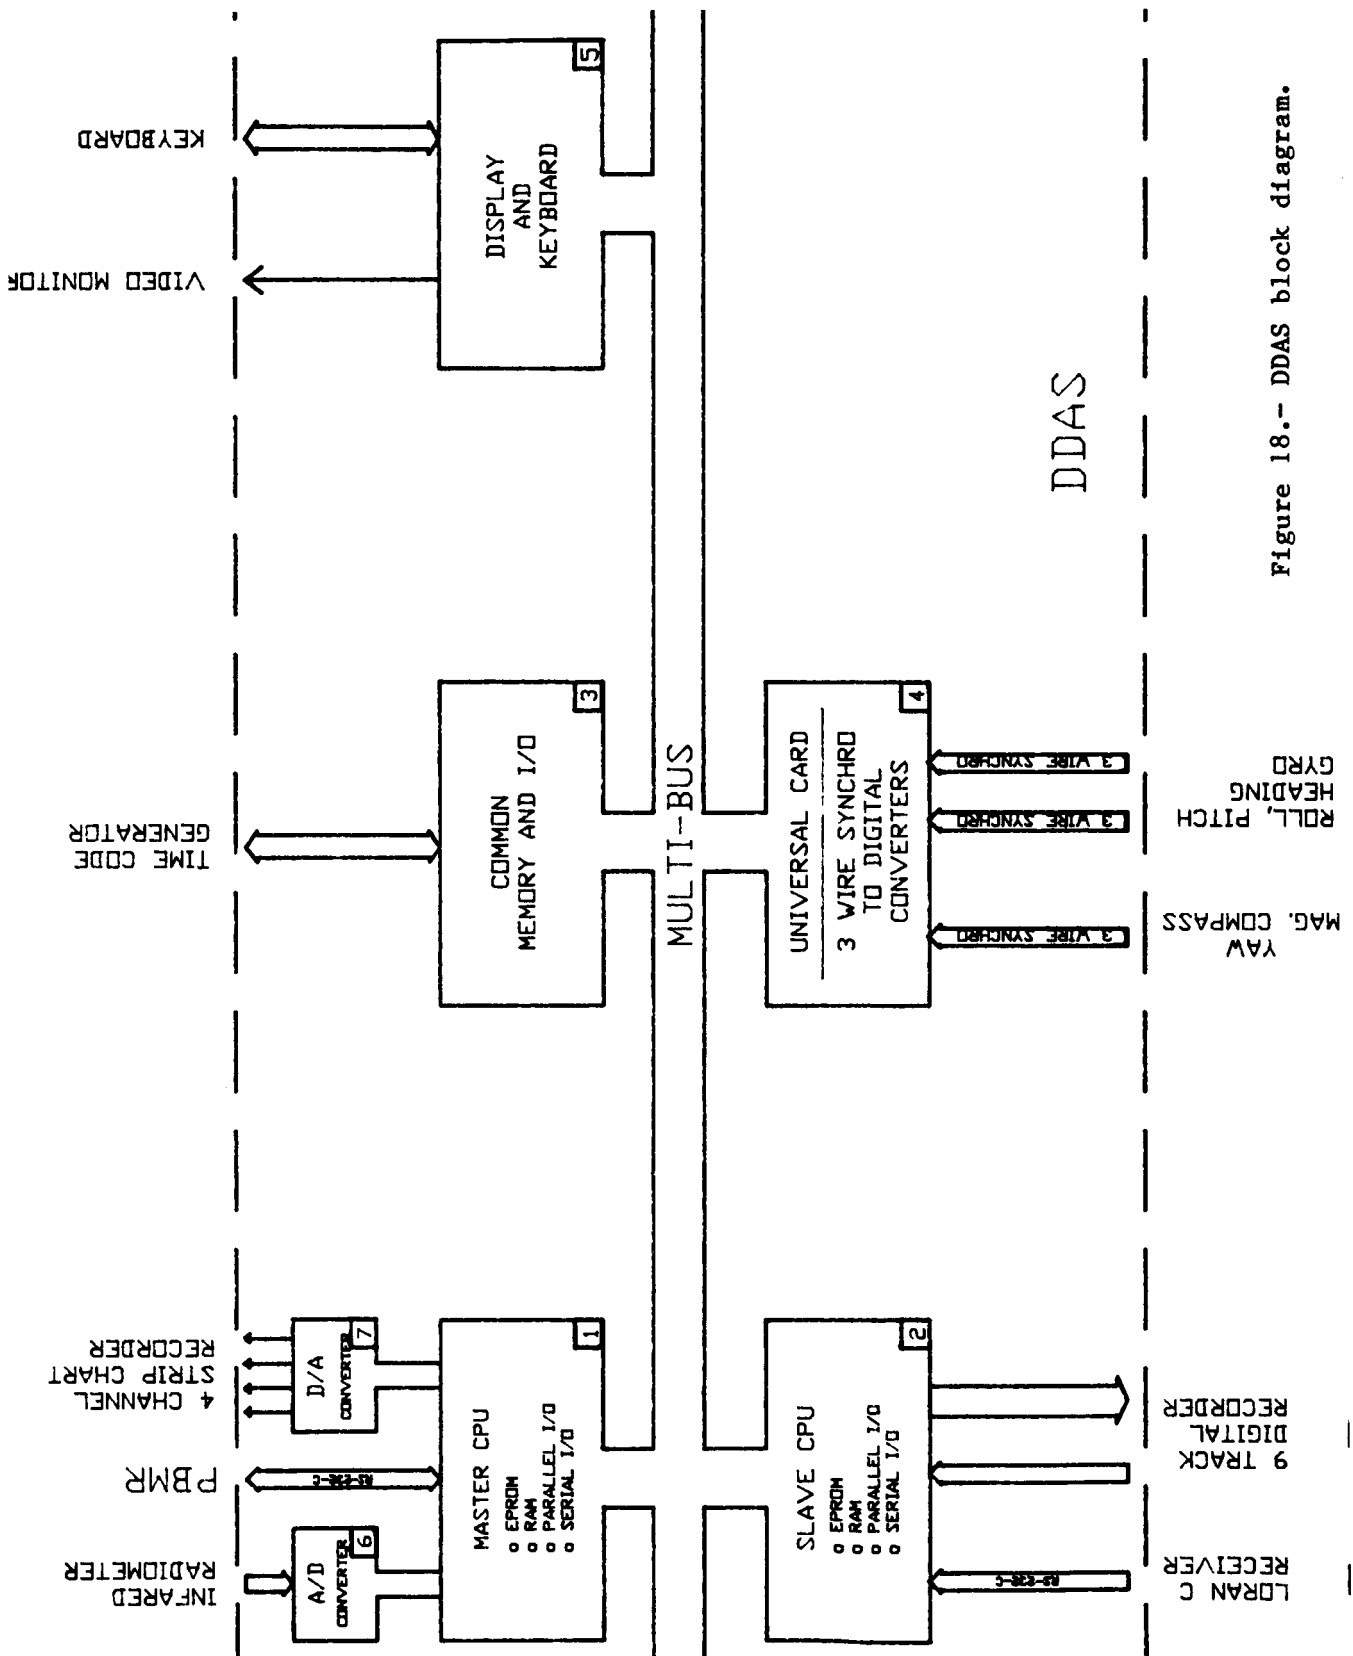 INFARED
RADIOMETER
PBMR
4 CHANNEL
STRIP CHART
RECORDER
TIME CODE
GENERATOR
VIDEO MONITOR
KEYBOARD
A/D
CONVERTER
6
RS-232-C
D/A
CONVERTER
7
MASTER CPU
o EPROM
o RAM
o PARALLEL I/O
o SERIAL I/O
1
COMMON
MEMORY AND I/O
3
DISPLAY
AND
KEYBOARD
5
MULTI-BUS
SLAVE CPU
o EPROM
o RAM
o PARALLEL I/O
o SERIAL I/O
2
UNIVERSAL CARD
3 WIRE SYNCHRO
TO DIGITAL
CONVERTERS
4
RS-232-C
3 WIRE SYNCHRO
3 WIRE SYNCHRO
3 WIRE SYNCHRO
DDAS
LORAN C
RECEIVER
9 TRACK
DIGITAL
RECORDER
YAW
MAG. COMPASS
ROLL, PITCH
HEADING
GYRO
Figure 18.- DDAS block diagram.